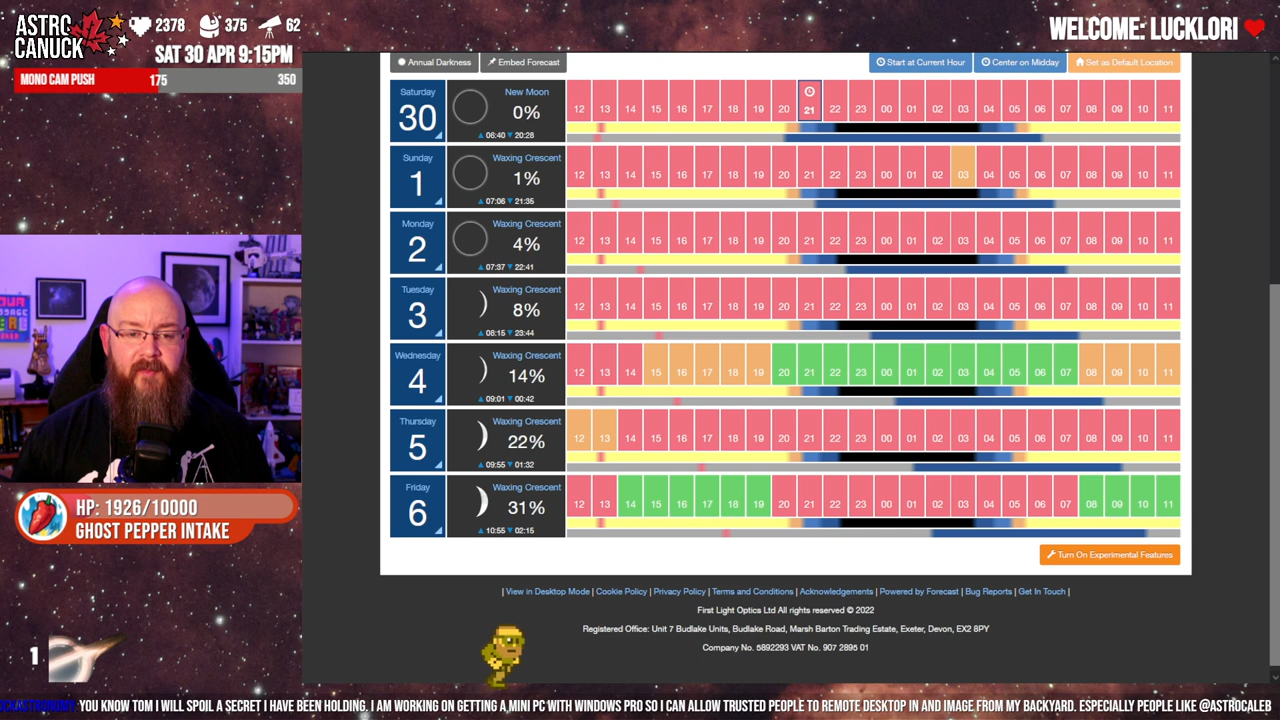 ASTRO
CANUCK
2378 375 62
SAT 30 APR 9:15PM
MONO CAM PUSH 175 350
WELCOME: LUCKLORI
Annual Darkness Embed Forecast Start at Current Hour Center on Midday Set as Default Location
Saturday 30 New Moon 0% 06:40 20:28
12 13 14 15 16 17 18 19 20 21 22 23 00 01 02 03 04 05 06 07 08 09 10 11
Sunday 1 Waxing Crescent 1% 07:06 21:35
12 13 14 15 16 17 18 19 20 21 22 23 00 01 02 03 04 05 06 07 08 09 10 11
Monday 2 Waxing Crescent 4% 07:37 22:41
12 13 14 15 16 17 18 19 20 21 22 23 00 01 02 03 04 05 06 07 08 09 10 11
Tuesday 3 Waxing Crescent 8% 08:15 23:44
12 13 14 15 16 17 18 19 20 21 22 23 00 01 02 03 04 05 06 07 08 09 10 11
Wednesday 4 Waxing Crescent 14% 09:01 00:42
12 13 14 15 16 17 18 19 20 21 22 23 00 01 02 03 04 05 06 07 08 09 10 11
Thursday 5 Waxing Crescent 22% 09:55 01:32
12 13 14 15 16 17 18 19 20 21 22 23 00 01 02 03 04 05 06 07 08 09 10 11
Friday 6 Waxing Crescent 31% 10:55 02:15
12 13 14 15 16 17 18 19 20 21 22 23 00 01 02 03 04 05 06 07 08 09 10 11
Turn On Experimental Features
| View in Desktop Mode | Cookie Policy | Privacy Policy | Terms and Conditions | Acknowledgements | Powered by Forecast | Bug Reports | Get In Touch |
First Light Optics Ltd All rights reserved © 2022
Registered Office: Unit 7 Budlake Units, Budlake Road, Marsh Barton Trading Estate, Exeter, Devon, EX2 8PY
Company No. 5892293 VAT No. 907 2895 01
HP: 1926/10000
GHOST PEPPER INTAKE
1
YOU KNOW TOM I WILL SPOIL A SECRET I HAVE BEEN HOLDING. I AM WORKING ON GETTING A MINI PC WITH WINDOWS PRO SO I CAN ALLOW TRUSTED PEOPLE TO REMOTE DESKTOP IN AND IMAGE FROM MY BACKYARD. ESPECIALLY PEOPLE LIKE @ASTROCALEB